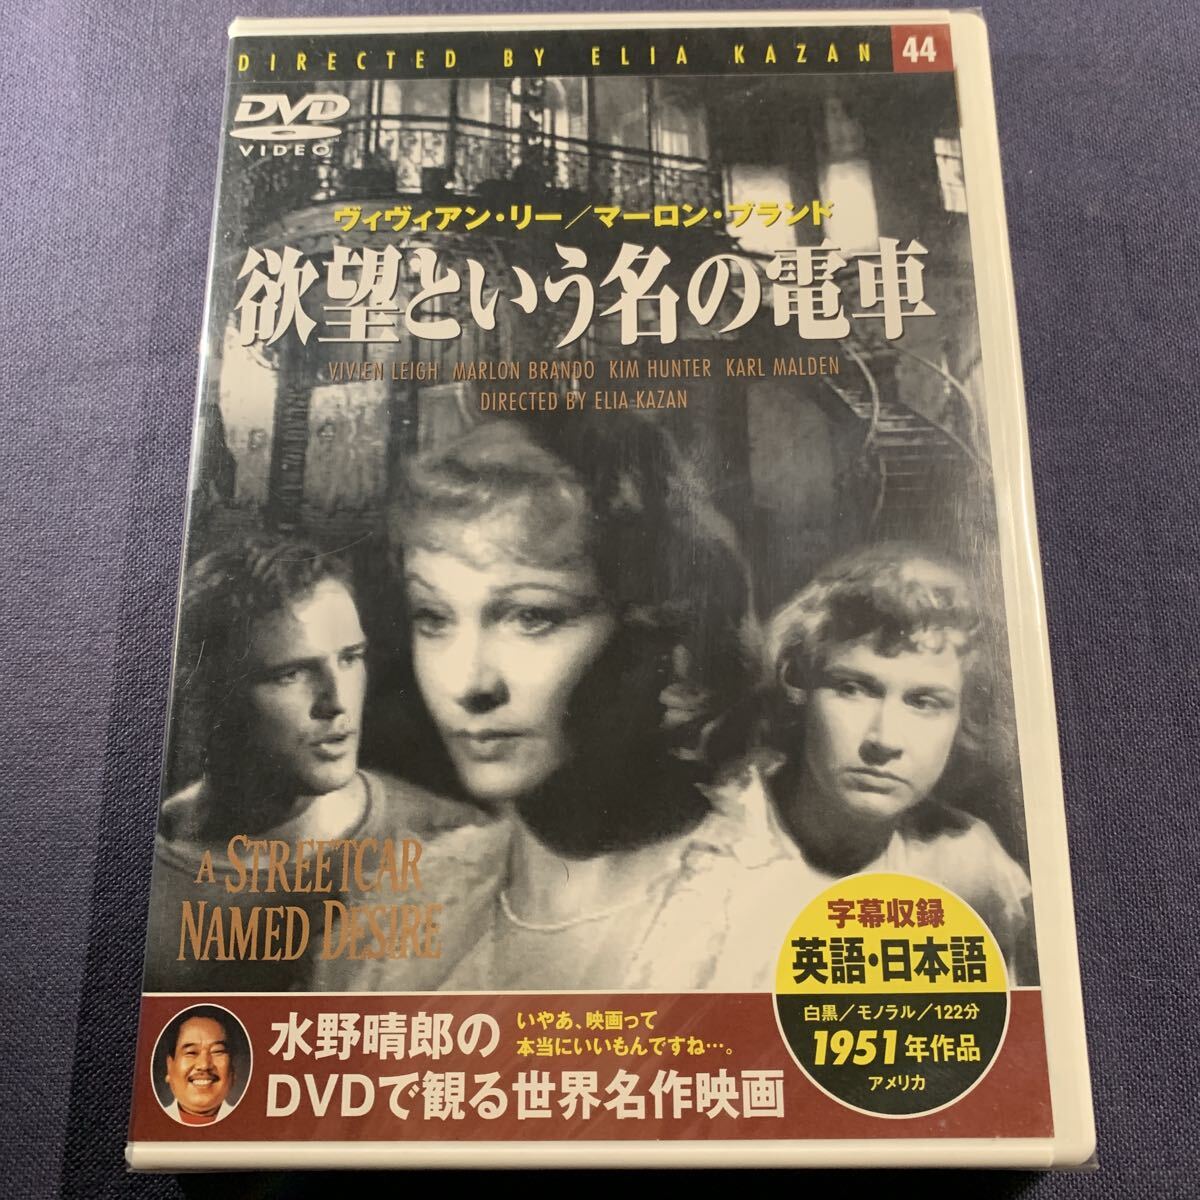 DIRECTED BY ELIA KAZAN 44
DVD
VIDEO
ヴィヴィアン・リー／マーロン・ブランド
欲望という名の電車
VIVIEN LEIGH MARLON BRANDO KIM HUNTER KARL MALDEN
DIRECTED BY ELIA KAZAN
A STREETCAR
NAMED DESIRE
字幕収録
英語・日本語
白黒／モノラル／122分
1951年作品
アメリカ
水野晴郎の
いやあ、映画って
本当にいいもんですね…。
DVDで観る世界名作映画